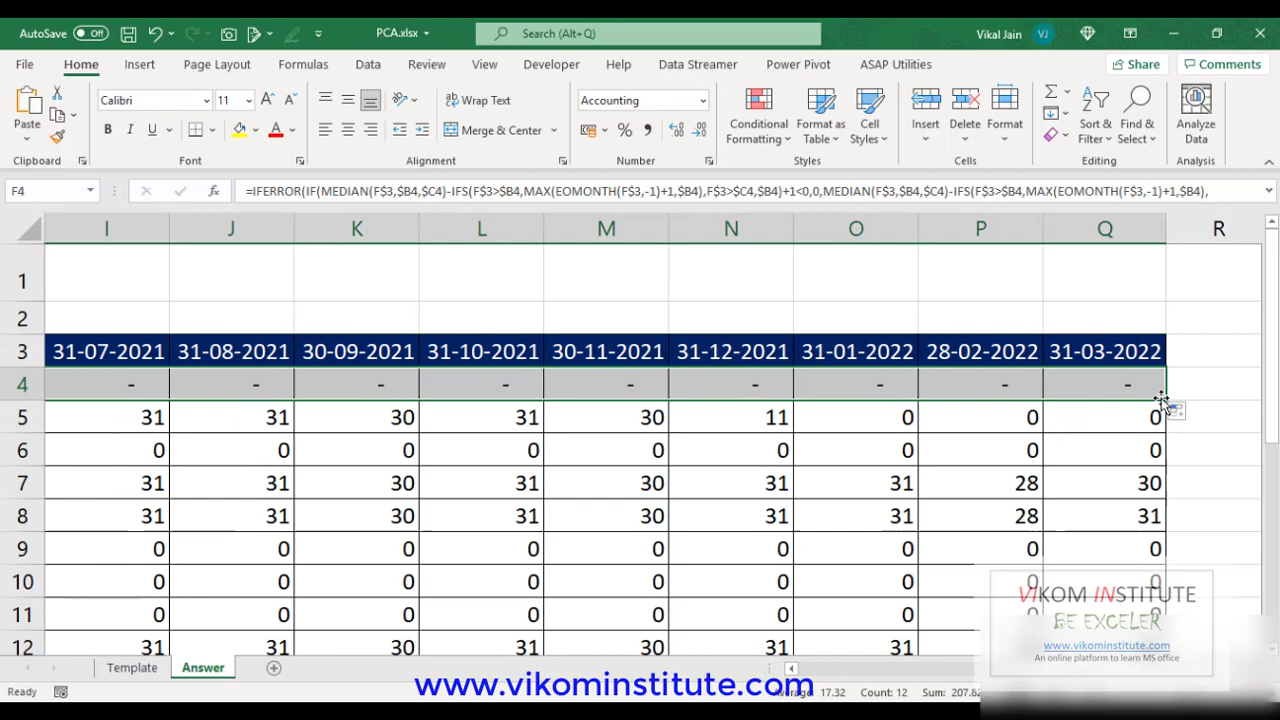 AutoSave Off PCA.xlsx Search (Alt+Q) Vikal Jain VJ
File Home Insert Page Layout Formulas Data Review View Developer Help Data Streamer Power Pivot ASAP Utilities Share Comments
Paste Calibri 11 A A Wrap Text Accounting Conditional Formatting Format as Table Cell Styles Insert Delete Format Sort & Filter Find & Select Analyze Data
B I U A Merge & Center %
Clipboard Font Alignment Number Styles Cells Editing Analysis
F4 fx =IFERROR(IF(MEDIAN(F$3,$B4,$C4)-IFS(F$3>$B4,MAX(EOMONTH(F$3,-1)+1,$B4),F$3>$C4,$B4)+1<0,0,MEDIAN(F$3,$B4,$C4)-IFS(F$3>$B4,MAX(EOMONTH(F$3,-1)+1,$B4),
I J K L M N O P Q R
1
2
3 31-07-2021 31-08-2021 30-09-2021 31-10-2021 30-11-2021 31-12-2021 31-01-2022 28-02-2022 31-03-2022
4 - - - - - - - - -
5 31 31 30 31 30 11 0 0 0
6 0 0 0 0 0 0 0 0 0
7 31 31 30 31 30 31 31 28 30
8 31 31 30 31 30 31 31 28 31
9 0 0 0 0 0 0 0 0 0
10 0 0 0 0 0 0 0 0 0
11 0 0 0 0 0 0 0
12 31 31 30 31 30 31 31
VIKOM INSTITUTE
BE EXCELER
www.vikominstitute.com
An online platform to learn MS office
Template Answer
Ready Average: 17.32 Count: 12 Sum: 207.8
www.vikominstitute.com